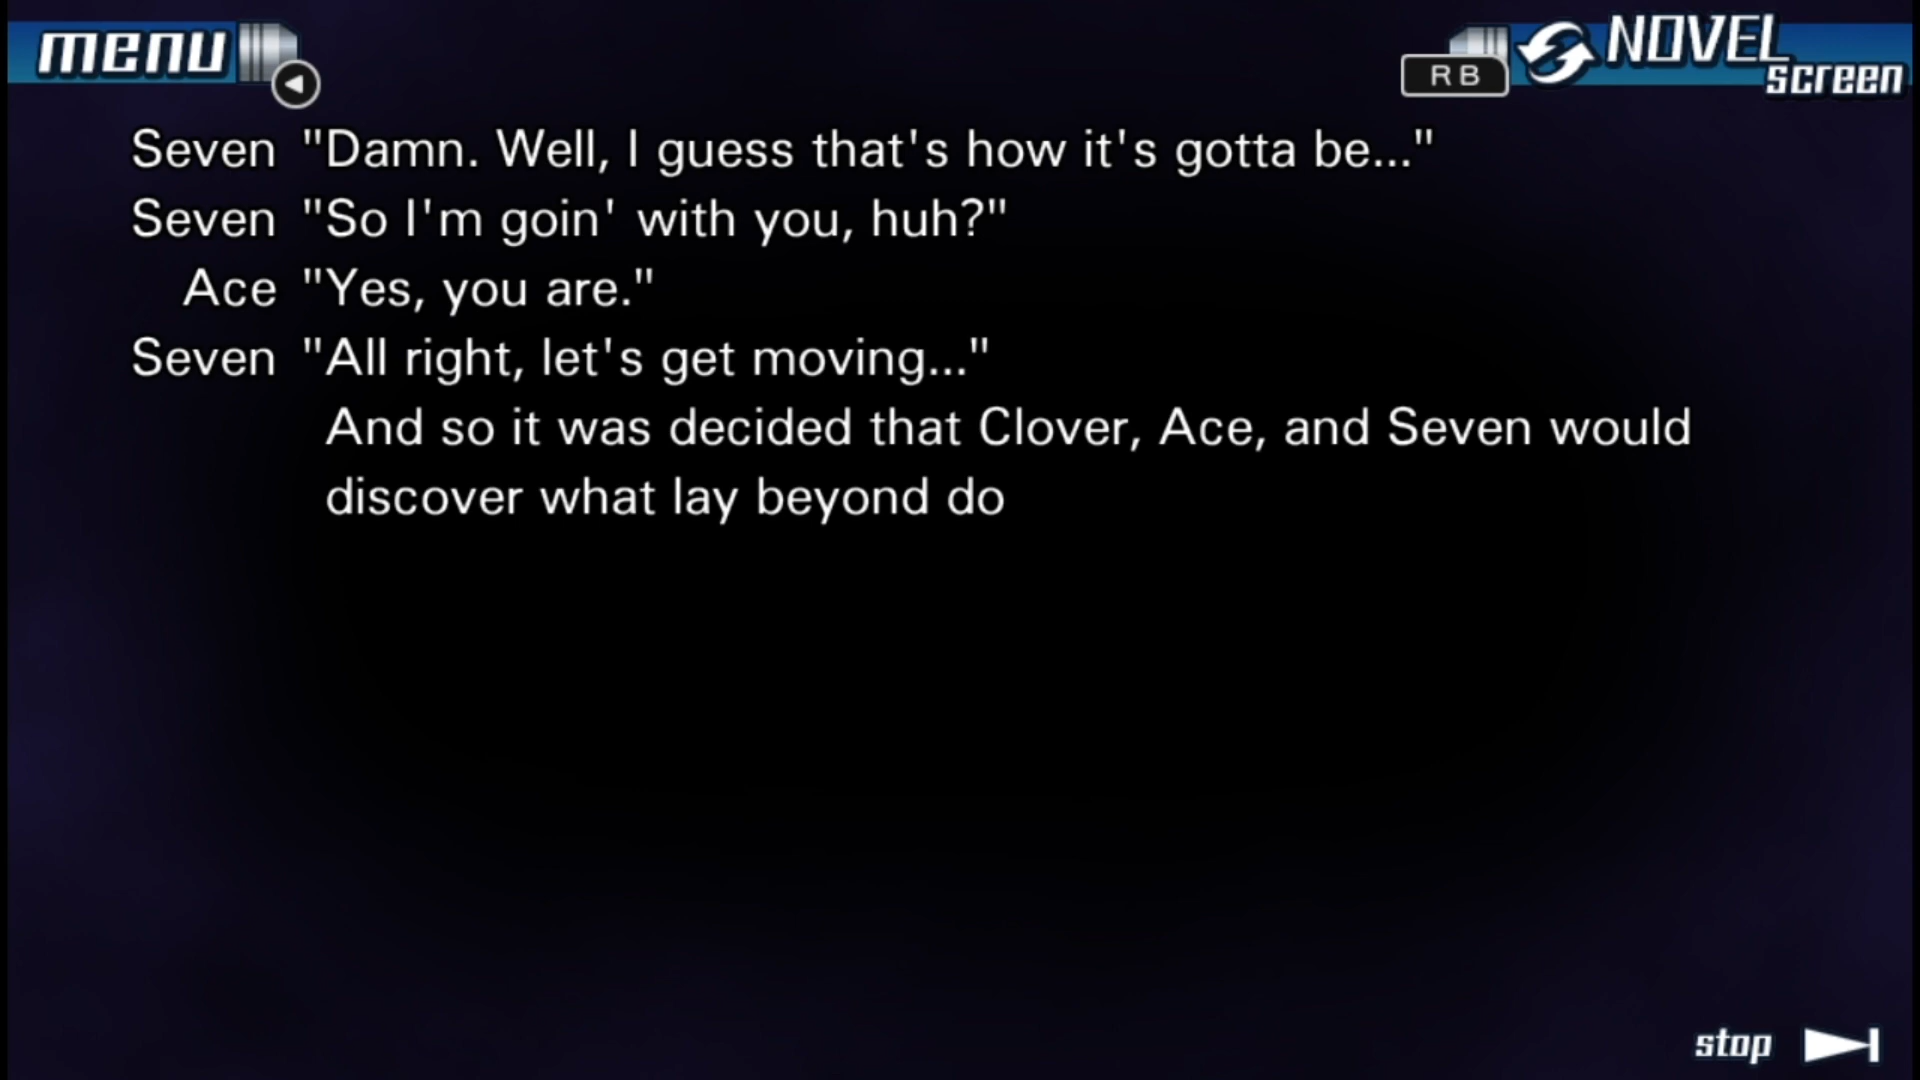 menu
RB
NOVEL
screen
Seven "Damn. Well, I guess that's how it's gotta be..."
Seven "So I'm goin' with you, huh?"
Ace "Yes, you are."
Seven "All right, let's get moving..."
And so it was decided that Clover, Ace, and Seven would
discover what lay beyond do
stop